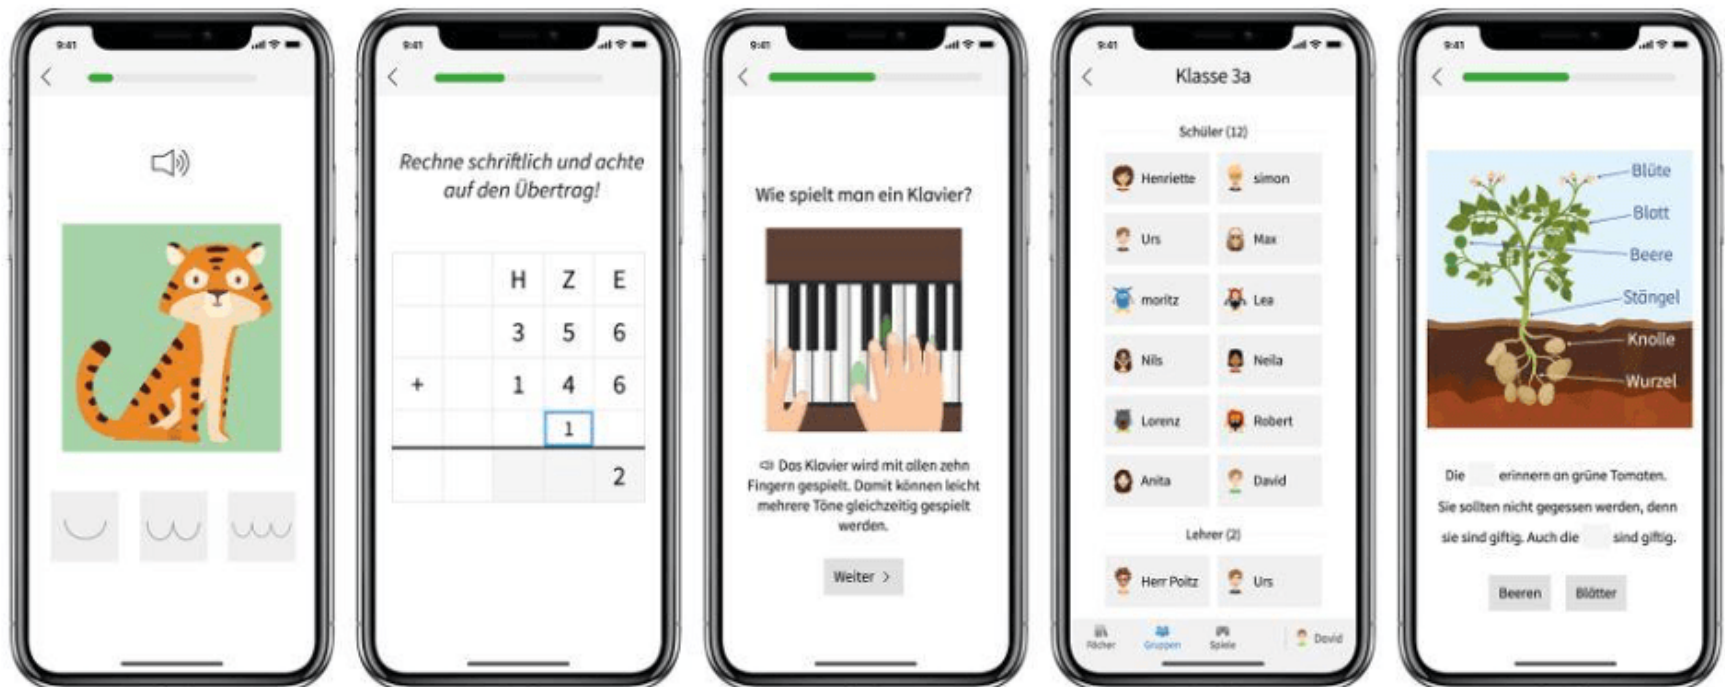 9:41
9:41
Rechne schriftlich und achte
auf den Übertrag!
H Z E
3 5 6
+ 1 4 6
1
2
9:41
Wie spielt man ein Klavier?
Das Klavier wird mit allen zehn
Fingern gespielt. Damit können leicht
mehrere Töne gleichzeitig gespielt
werden.
Weiter >
9:41
Klasse 3a
Schüler (12)
Henriette simon
Urs Max
moritz Lea
Nils Neila
Lorenz Robert
Anita David
Lehrer (2)
Herr Poitz Urs
Fächer Gruppen Spiele David
9:41
Blüte
Blatt
Beere
Stängel
Knolle
Wurzel
Die erinnern an grüne Tomaten.
Sie sollten nicht gegessen werden, denn
sie sind giftig. Auch die sind giftig.
Beeren Blätter